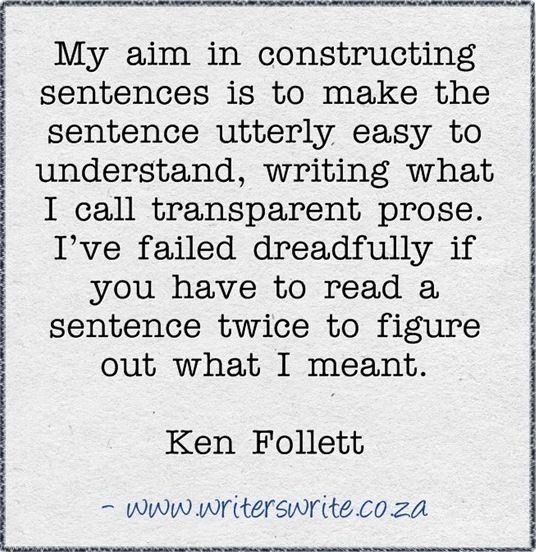 My aim in constructing
sentences is to make the
sentence utterly easy to
understand, writing what
I call transparent prose.
I've failed dreadfully if
you have to read a
sentence twice to figure
out what I meant.
Ken Follett
- www.writerswrite.co.za